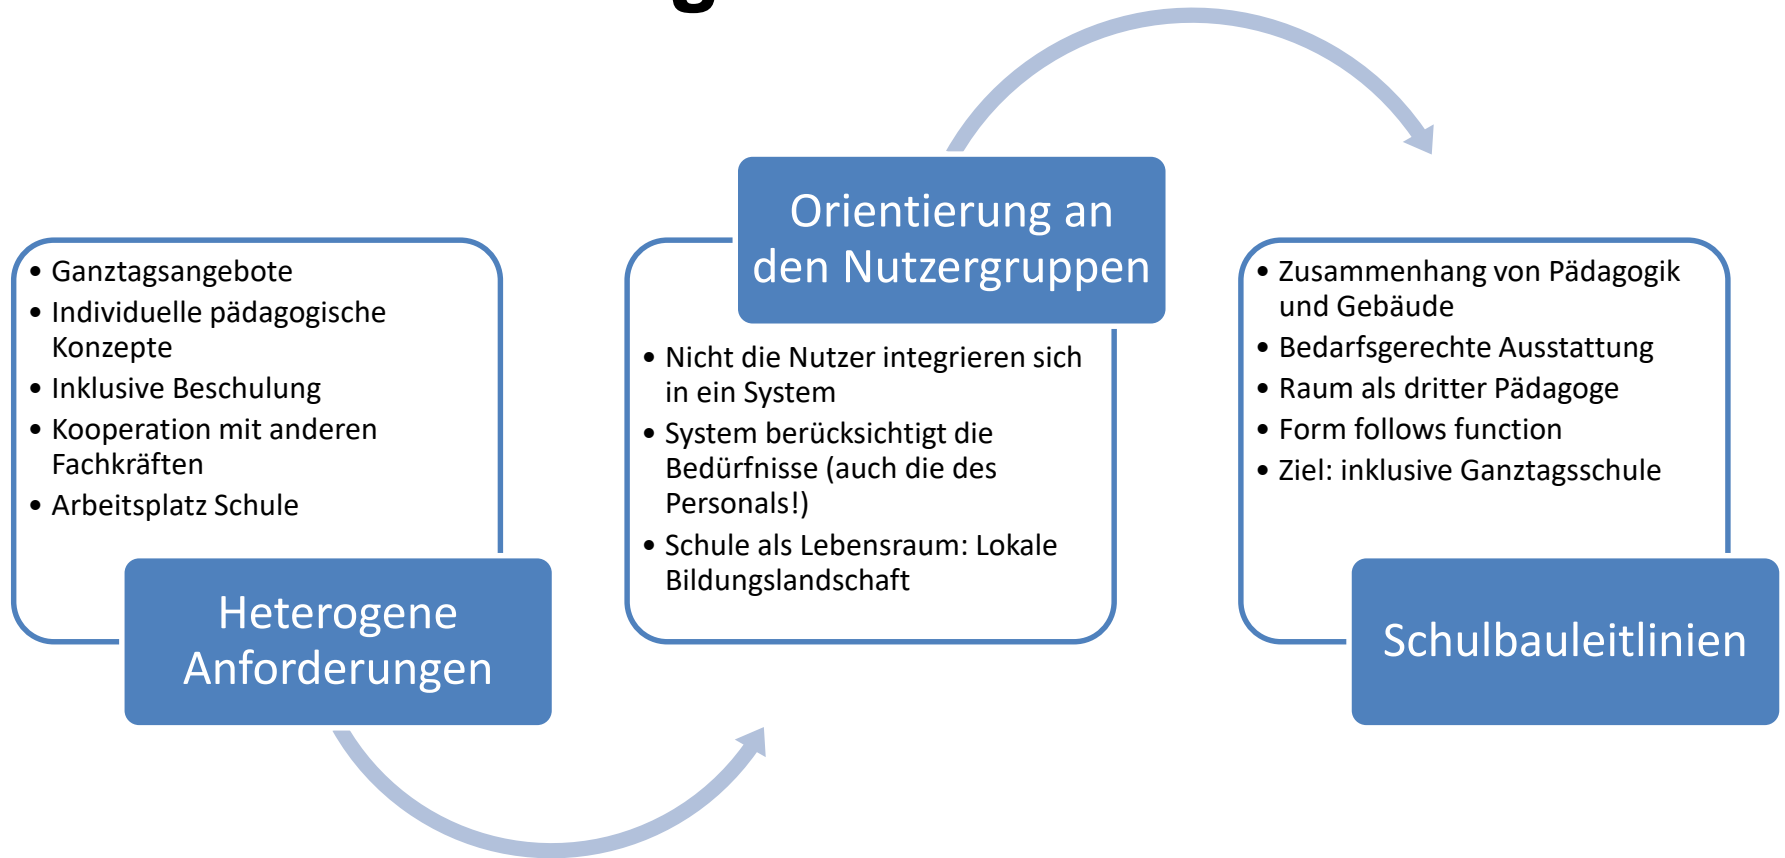 • Ganztagsangebote
• Individuelle pädagogische
Konzepte
• Inklusive Beschulung
• Kooperation mit anderen
Fachkräften
• Arbeitsplatz Schule
Heterogene
Anforderungen
Orientierung an
den Nutzergruppen
• Nicht die Nutzer integrieren sich
in ein System
• System berücksichtigt die
Bedürfnisse (auch die des
Personals!)
• Schule als Lebensraum: Lokale
Bildungslandschaft
• Zusammenhang von Pädagogik
und Gebäude
• Bedarfsgerechte Ausstattung
• Raum als dritter Pädagoge
• Form follows function
• Ziel: inklusive Ganztagsschule
Schulbauleitlinien